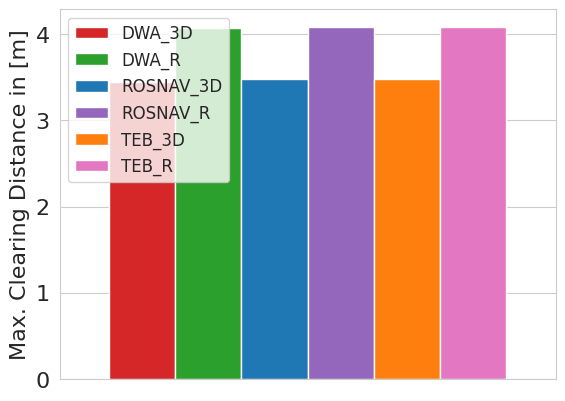 Max. Clearing Distance in [m]
4
3
2
1
0
DWA_3D
DWA_R
ROSNAV_3D
ROSNAV_R
TEB_3D
TEB_R